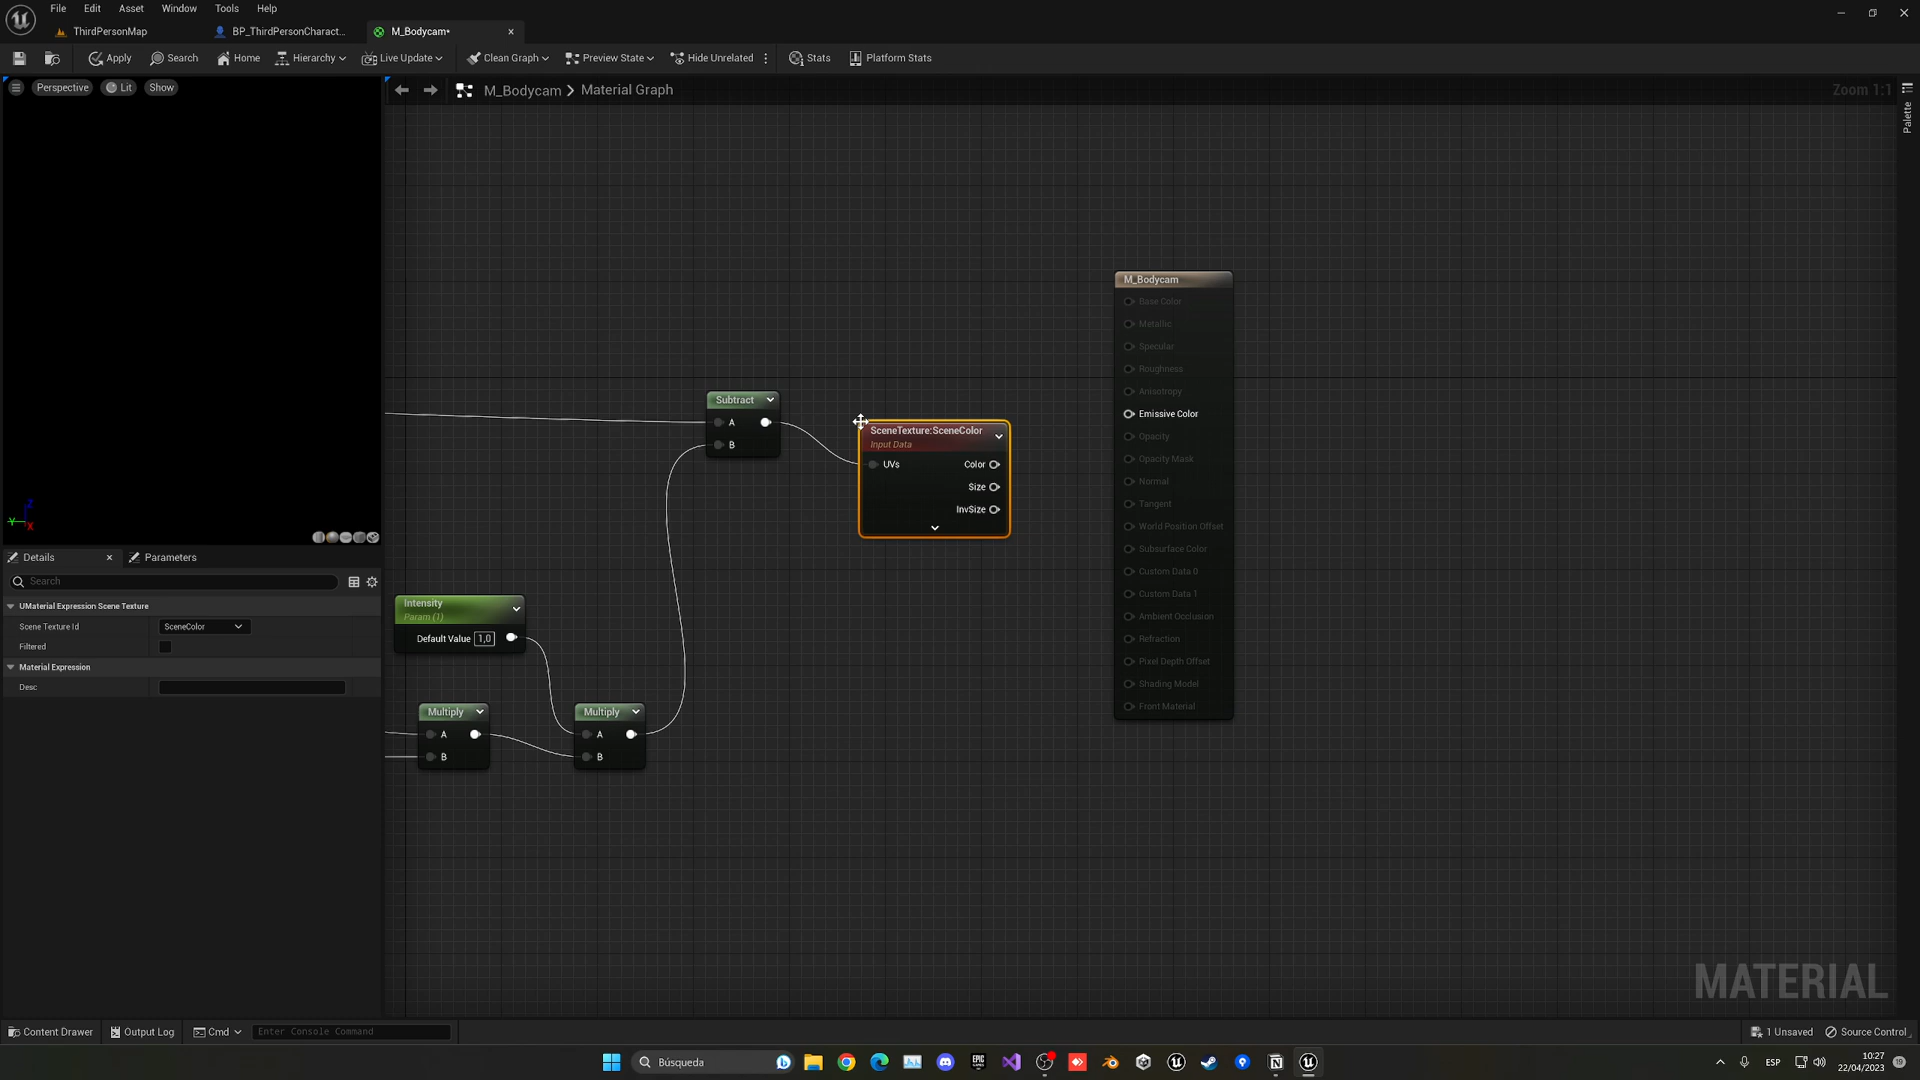 File Edit Asset Window Tools Help
ThirdPersonMap BP_ThirdPersonCharact... M_Bodycam*
Apply Search Home Hierarchy Live Update Clean Graph Preview State Hide Unrelated Stats Platform Stats
Perspective Lit Show
M_Bodycam > Material Graph
Zoom 1:1
Palette
M_Bodycam
Base Color
Metallic
Specular
Roughness
Anisotropy
Emissive Color
Opacity
Opacity Mask
Normal
Tangent
World Position Offset
Subsurface Color
Custom Data 0
Custom Data 1
Ambient Occlusion
Refraction
Pixel Depth Offset
Shading Model
Front Material
Subtract
A
B
SceneTexture:SceneColor
Input Data
UVs Color
Size
InvSize
Intensity
Param (1)
Default Value 1,0
Multiply
A
B
Multiply
A
B
Z
Y
X
Details Parameters
Search
UMaterial Expression Scene Texture
Scene Texture Id SceneColor
Filtered
Material Expression
Desc
MATERIAL
Content Drawer Output Log Cmd Enter Console Command 1 Unsaved Source Control
Búsqueda
EPIC GAMES
ESP
10:27
22/04/2023
19